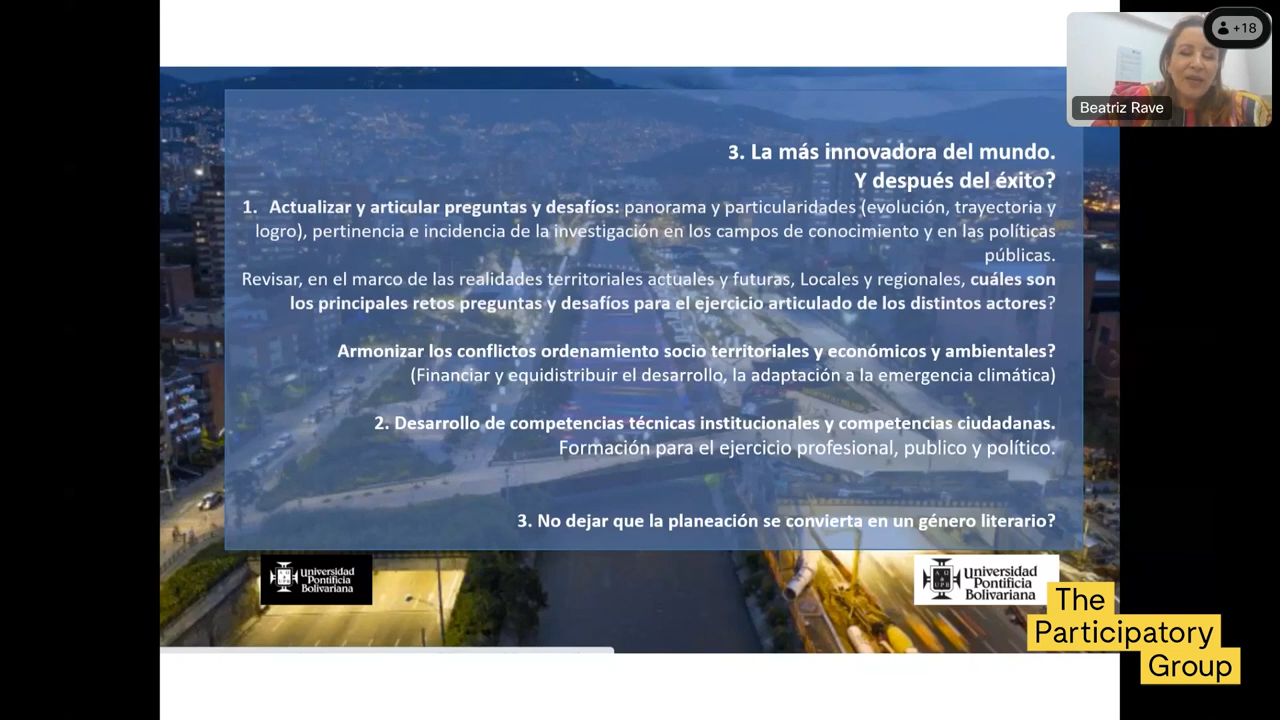 +18
Beatriz Rave
3. La más innovadora del mundo.
Y después del éxito?
1. Actualizar y articular preguntas y desafíos: panorama y particularidades (evolución, trayectoria y
logro), pertinencia e incidencia de la investigación en los campos de conocimiento y en las políticas
públicas.
Revisar, en el marco de las realidades territoriales actuales y futuras, Locales y regionales, cuáles son
los principales retos preguntas y desafíos para el ejercicio articulado de los distintos actores?
Armonizar los conflictos ordenamiento socio territoriales y económicos y ambientales?
(Financiar y equidistribuir el desarrollo, la adaptación a la emergencia climática)
2. Desarrollo de competencias técnicas institucionales y competencias ciudadanas.
Formación para el ejercicio profesional, publico y político.
3. No dejar que la planeación se convierta en un género literario?
Universidad
Pontificia
Bolivariana
Universidad
Pontificia
Bolivariana
The
Participatory
Group